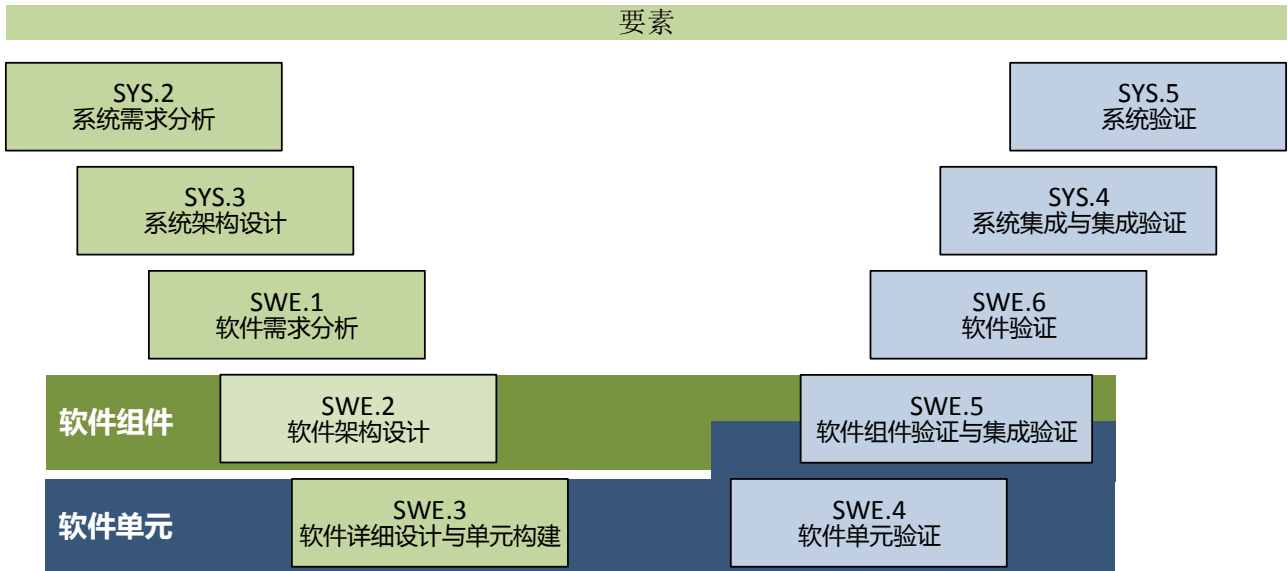 要素
SYS.2
系统需求分析
SYS.5
系统验证
SYS.3
系统架构设计
SYS.4
系统集成与集成验证
SWE.1
软件需求分析
SWE.6
软件验证
软件组件
SWE.2
软件架构设计
SWE.5
软件组件验证与集成验证
软件单元
SWE.3
软件详细设计与单元构建
SWE.4
软件单元验证